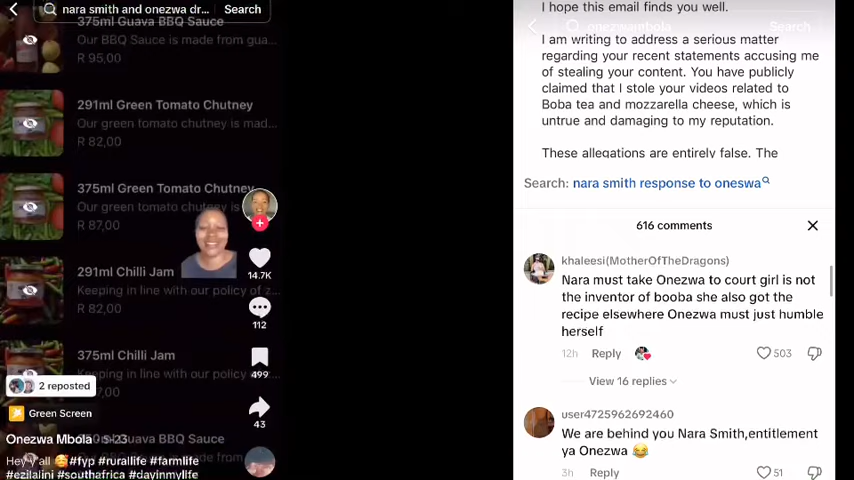 nara smith and onezwa dr...
Search
375ml Guava BBQ Sauce
Our BBQ Sauce is made from gua...
R 95,00
291ml Green Tomato Chutney
Our green tomato chutney is mad...
R 82,00
375ml Green Tomato Chutney
Our green tomato chutney is ma...
R 87,00
291ml Chilli Jam
Keeping in line with our policy of z...
R 82,00
375ml Chilli Jam
Keeping in line with our policy of z...
14.7K
112
499
43
2 reposted
Green Screen
Guava BBQ Sauce
Onezwa Mbola · 5-23
Hey y'all 🥰 #fyp #rurallife #farmlife
#ezilalini #southafrica #dayinmylife
I hope this email finds you well.
onezwambola
Search
I am writing to address a serious matter
regarding your recent statements accusing me
of stealing your content. You have publicly
claimed that I stole your videos related to
Boba tea and mozzarella cheese, which is
untrue and damaging to my reputation.
These allegations are entirely false. The
Search: nara smith response to oneswa
616 comments
khaleesi(MotherOfTheDragons)
Nara must take Onezwa to court girl is not
the inventor of booba she also got the
recipe elsewhere Onezwa must just humble
herself
12h Reply 503
View 16 replies
user4725962692460
We are behind you Nara Smith,entitlement
ya Onezwa 😂
3h Reply 51